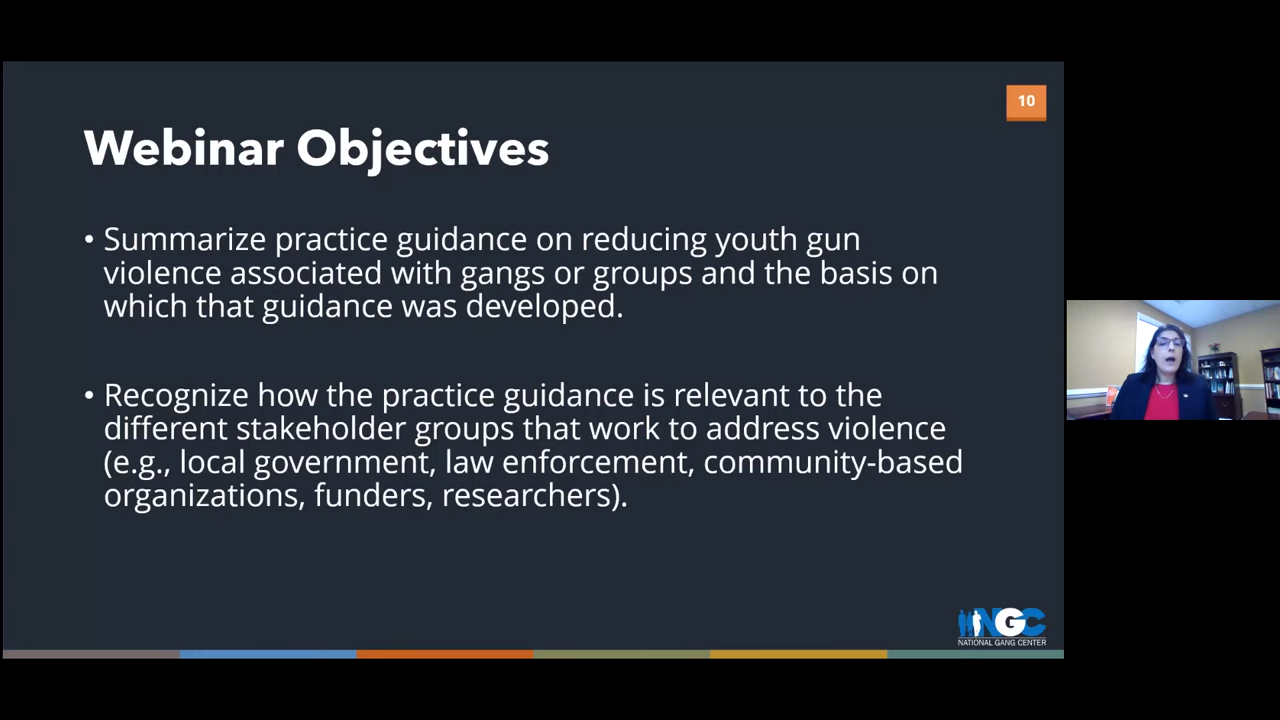 10
Webinar Objectives
• Summarize practice guidance on reducing youth gun
violence associated with gangs or groups and the basis on
which that guidance was developed.
• Recognize how the practice guidance is relevant to the
different stakeholder groups that work to address violence
(e.g., local government, law enforcement, community-based
organizations, funders, researchers).
NGC
NATIONAL GANG CENTER